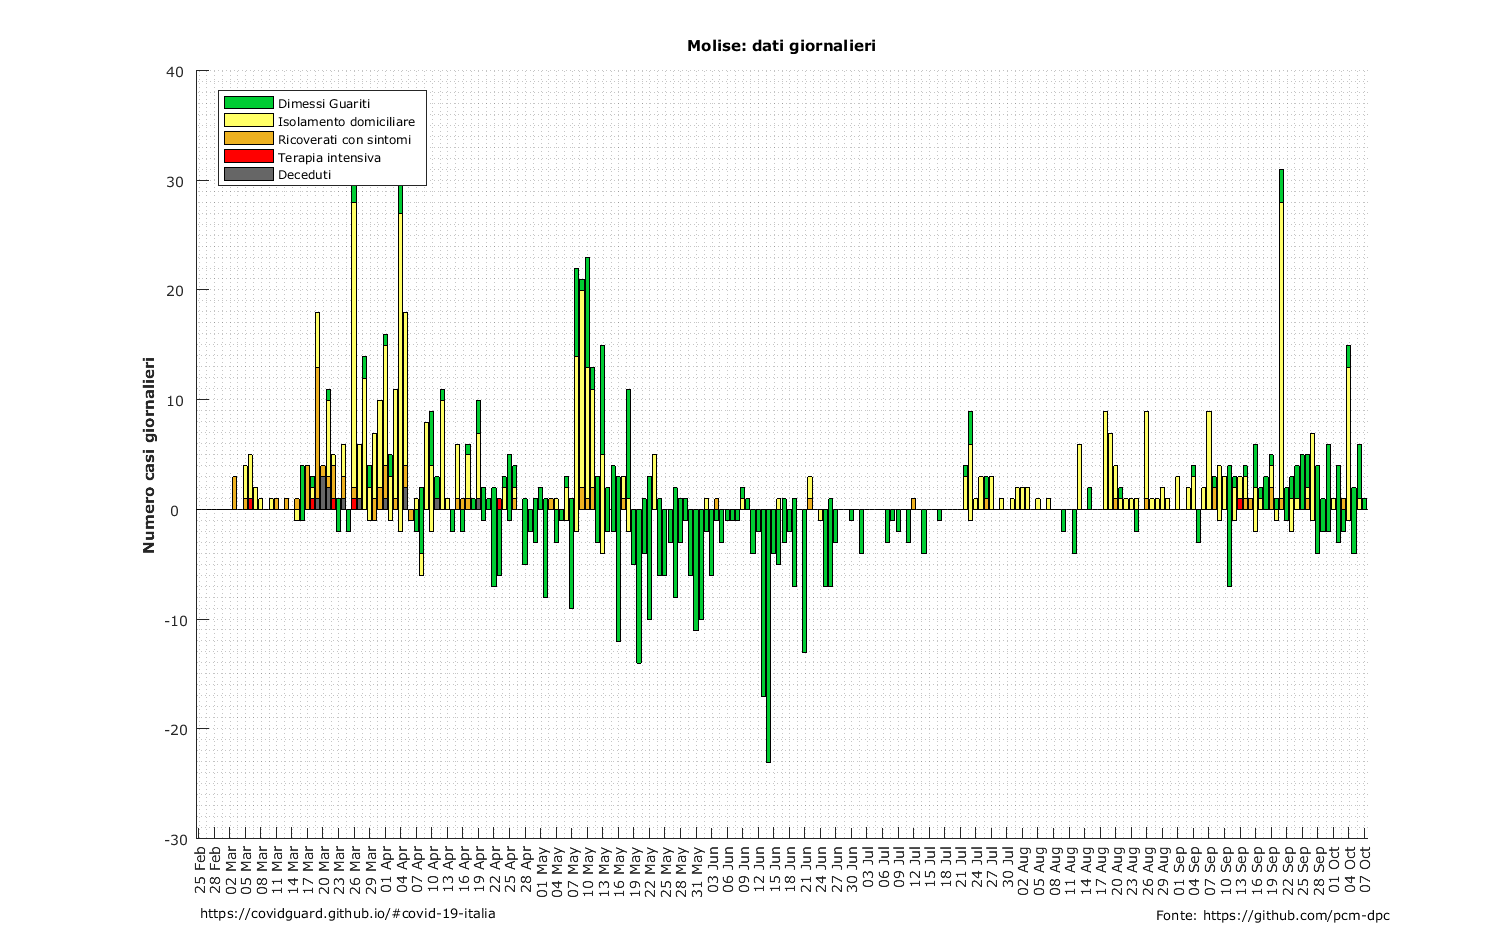 Molise: dati giornalieri
40
30
20
10
0
-10
-20
-30
Numero casi giornalieri
Dimessi Guariti
Isolamento domiciliare
Ricoverati con sintomi
Terapia intensiva
Deceduti
25 Feb
28 Feb
02 Mar
05 Mar
08 Mar
11 Mar
14 Mar
17 Mar
20 Mar
23 Mar
26 Mar
29 Mar
01 Apr
04 Apr
07 Apr
10 Apr
13 Apr
16 Apr
19 Apr
22 Apr
25 Apr
28 Apr
01 May
04 May
07 May
10 May
13 May
16 May
19 May
22 May
25 May
28 May
31 May
03 Jun
06 Jun
09 Jun
12 Jun
15 Jun
18 Jun
21 Jun
24 Jun
27 Jun
30 Jun
03 Jul
06 Jul
09 Jul
12 Jul
15 Jul
18 Jul
21 Jul
24 Jul
27 Jul
30 Jul
02 Aug
05 Aug
08 Aug
11 Aug
14 Aug
17 Aug
20 Aug
23 Aug
26 Aug
29 Aug
01 Sep
04 Sep
07 Sep
10 Sep
13 Sep
16 Sep
19 Sep
22 Sep
25 Sep
28 Sep
01 Oct
04 Oct
07 Oct
https://covidguard.github.io/#covid-19-italia
Fonte: https://github.com/pcm-dpc